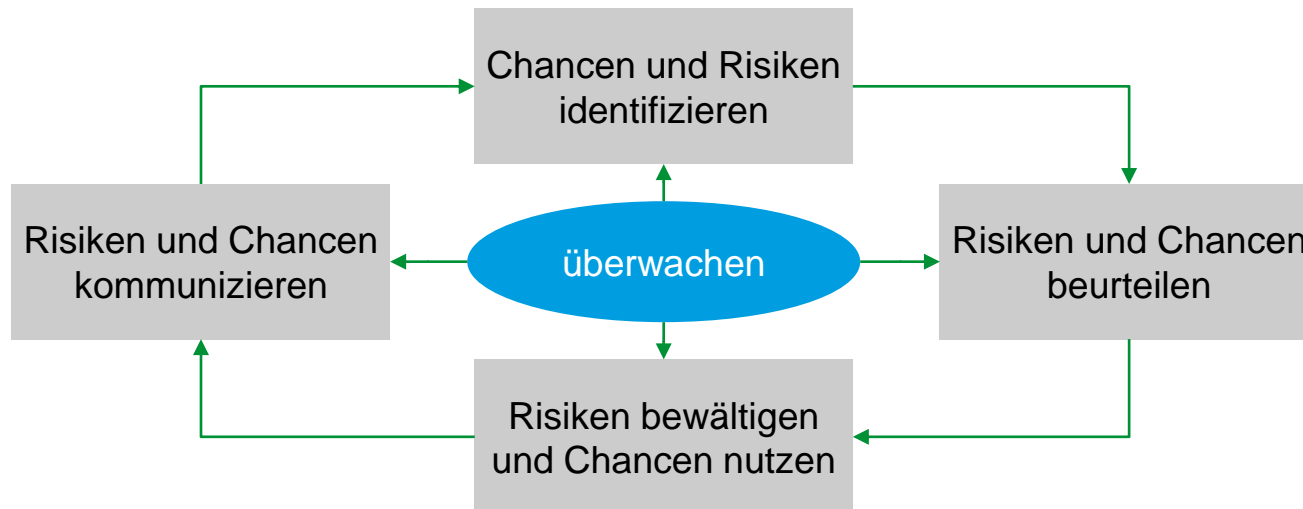 Chancen und Risiken
identifizieren
Risiken und Chancen
kommunizieren
überwachen
Risiken und Chancen
beurteilen
Risiken bewältigen
und Chancen nutzen